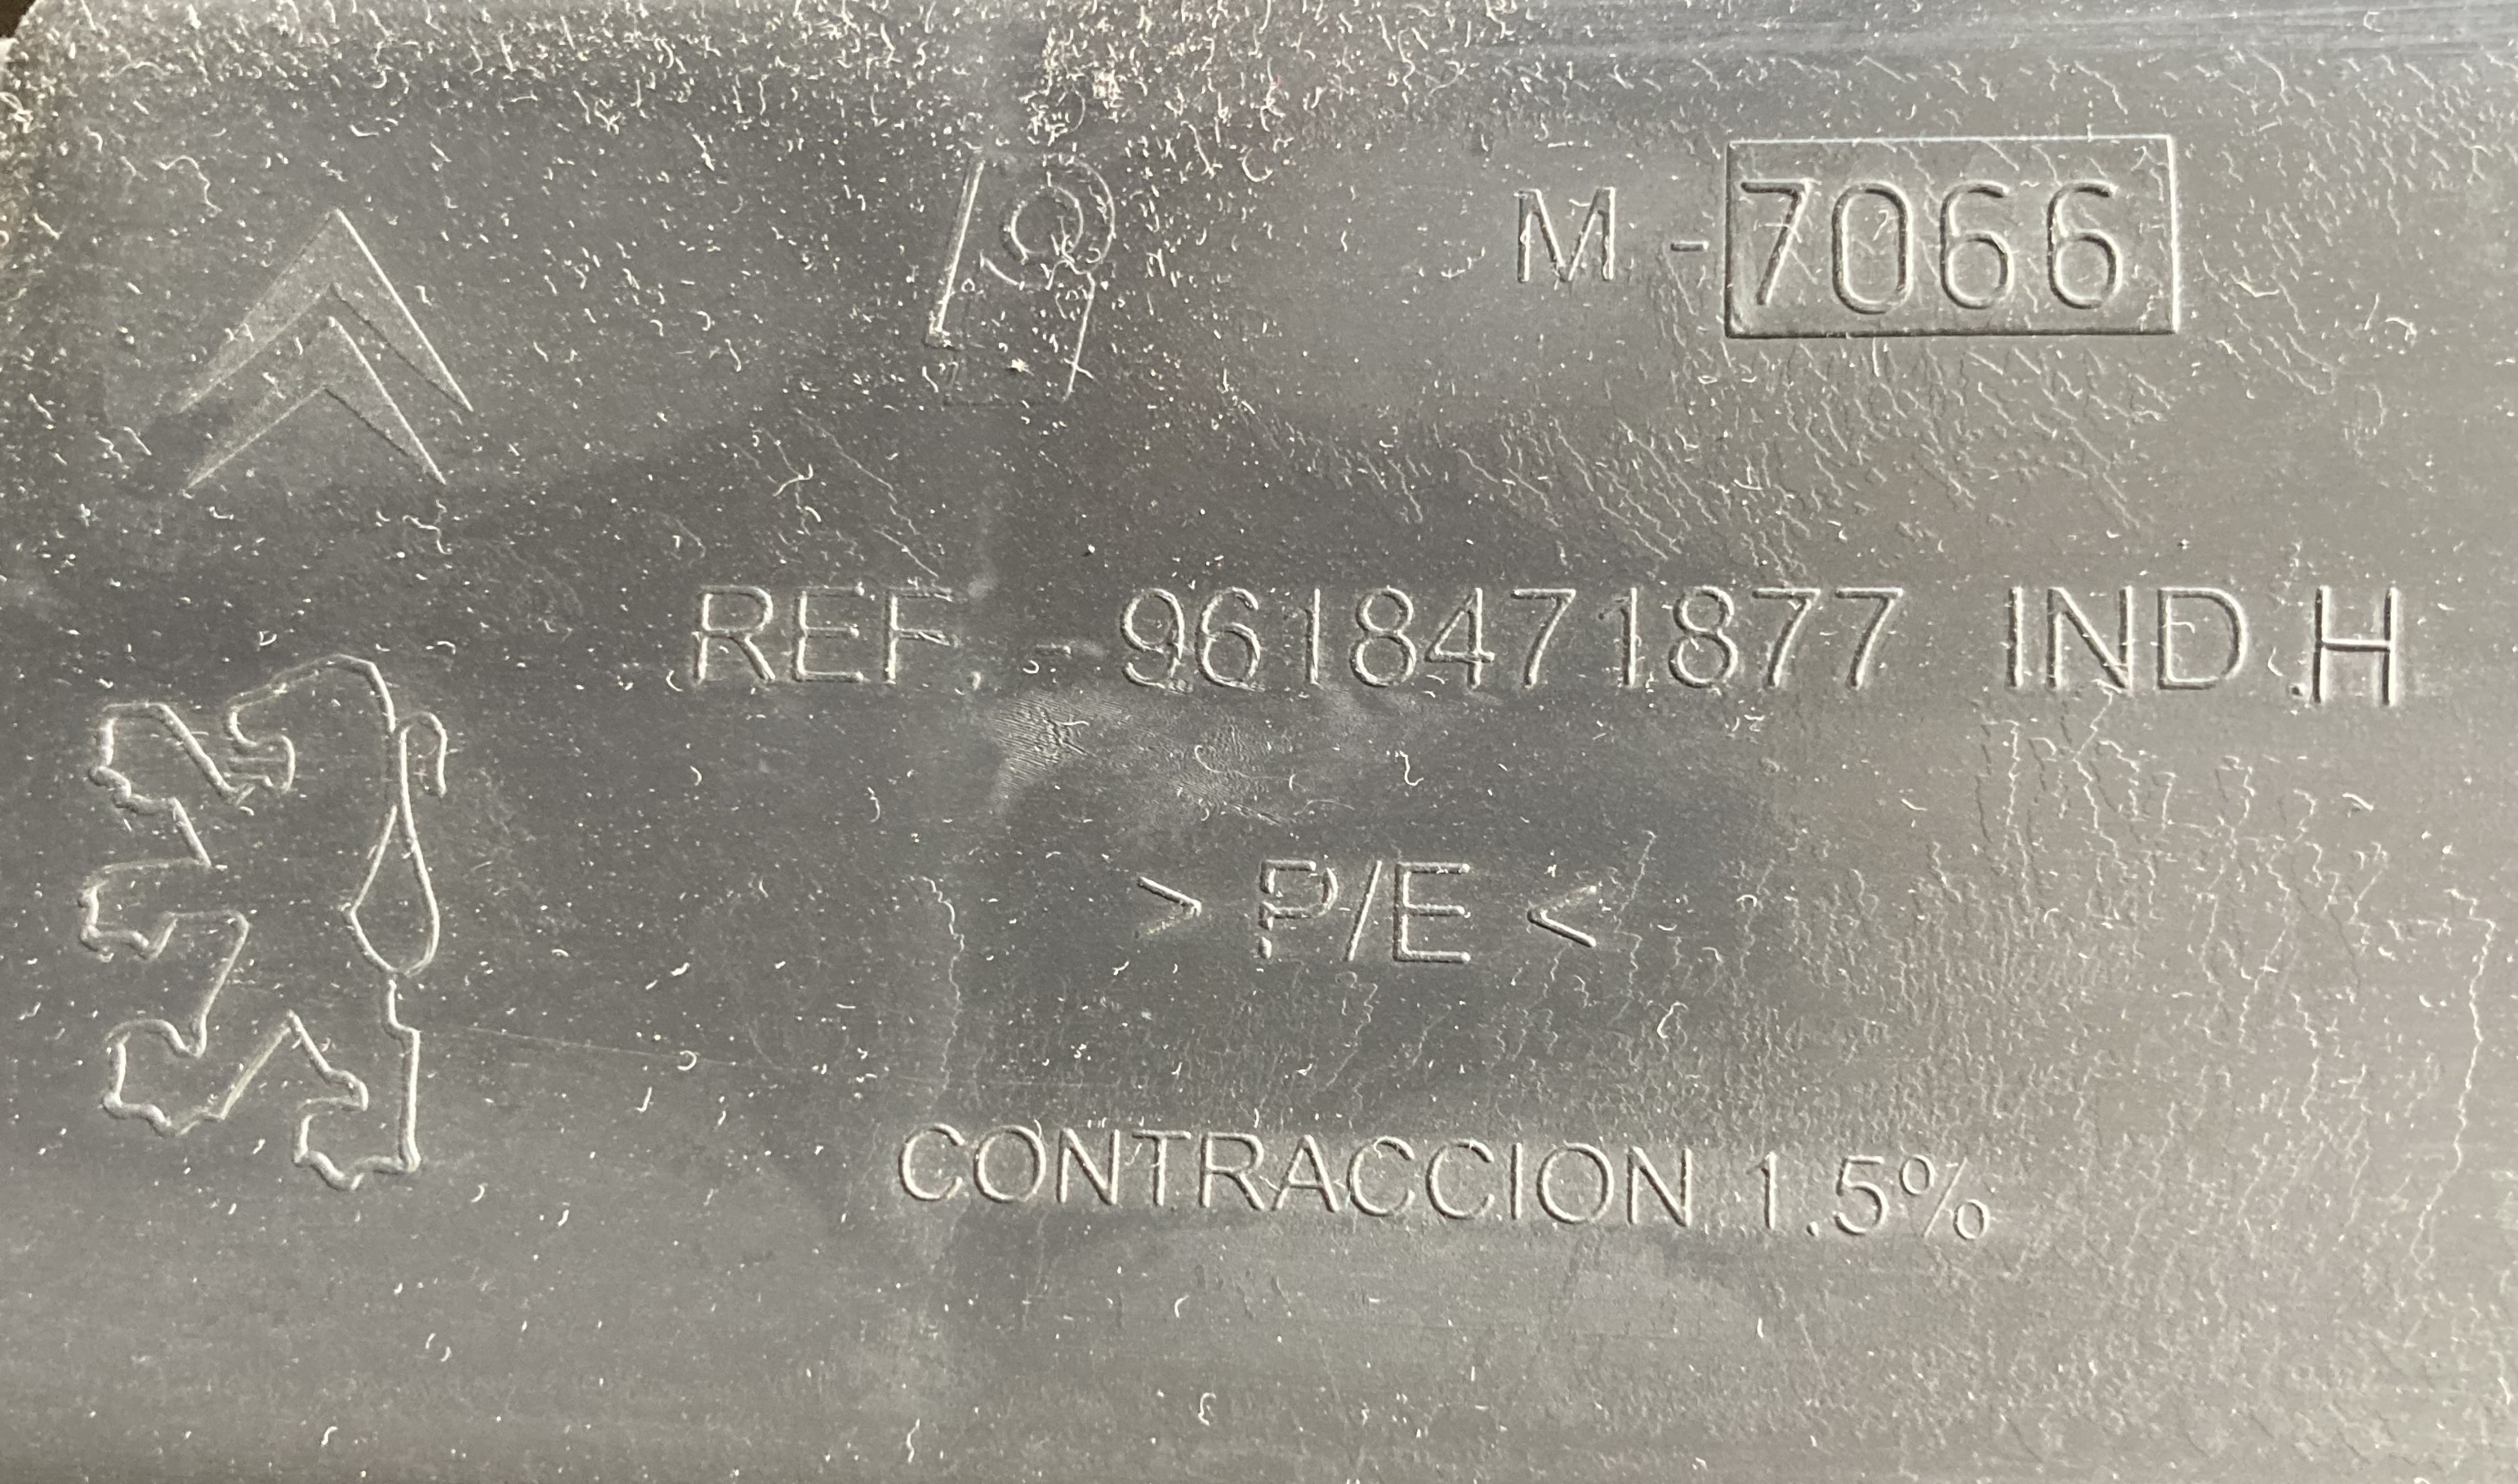 M-7066
REF.-9618471877 IND.H
>P/E<
CONTRACCION 1.5%